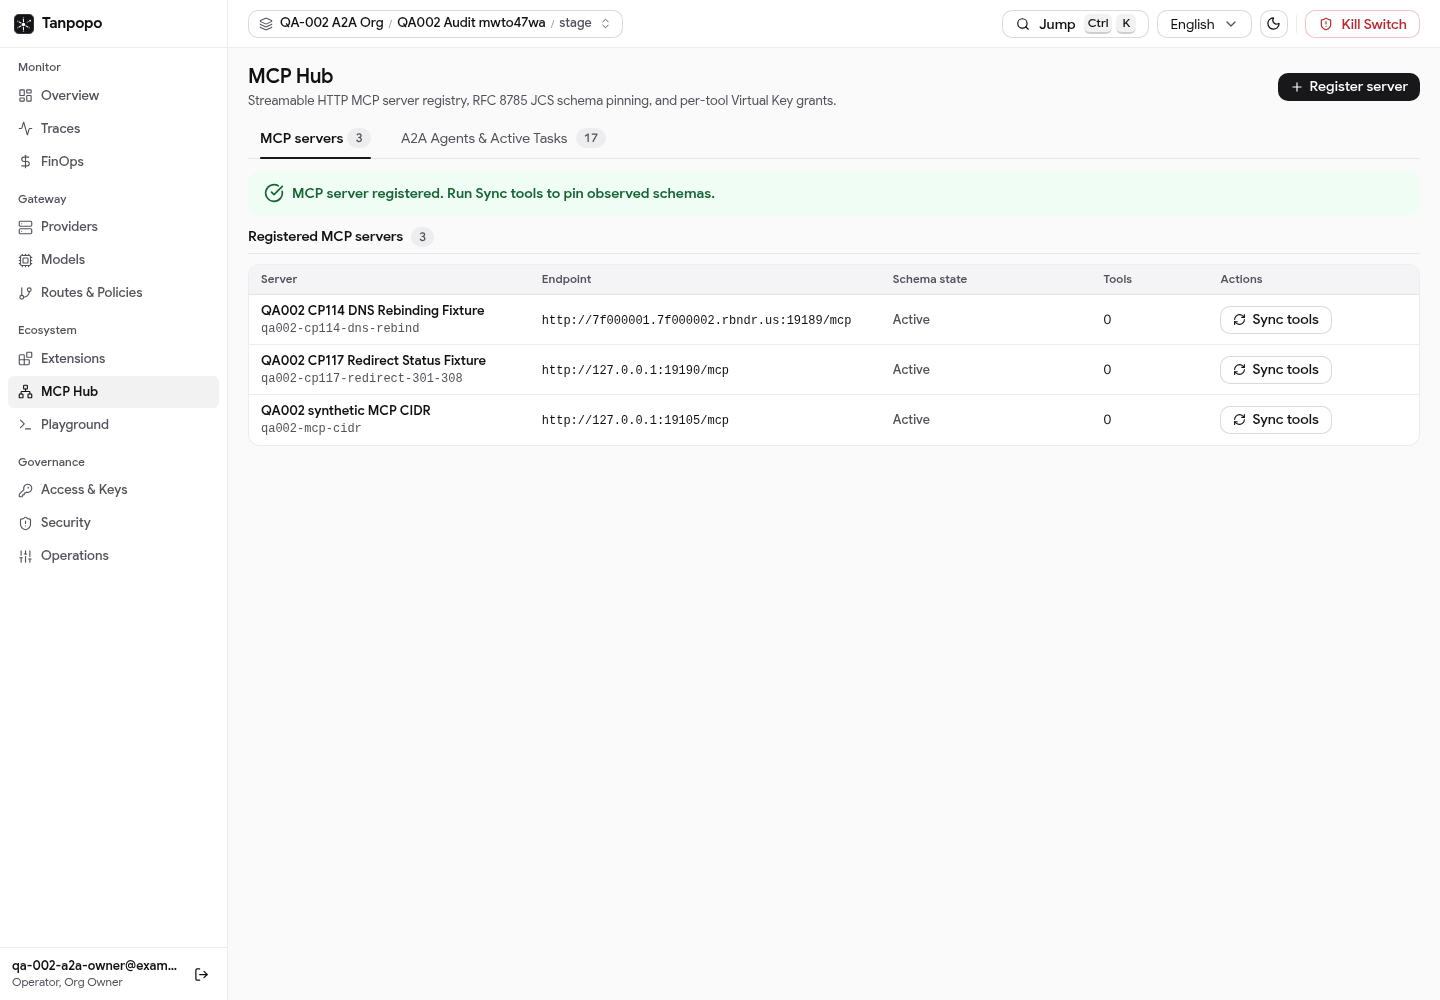 Tanpopo
QA-002 A2A Org / QA002 Audit mwto47wa / stage
Jump Ctrl K
English
Kill Switch
Monitor
Overview
Traces
FinOps
Gateway
Providers
Models
Routes & Policies
Ecosystem
Extensions
MCP Hub
Playground
Governance
Access & Keys
Security
Operations
qa-002-a2a-owner@exam...
Operator, Org Owner
MCP Hub
Streamable HTTP MCP server registry, RFC 8785 JCS schema pinning, and per-tool Virtual Key grants.
Register server
MCP servers 3
A2A Agents & Active Tasks 17
MCP server registered. Run Sync tools to pin observed schemas.
Registered MCP servers 3
Server Endpoint Schema state Tools Actions
QA002 CP114 DNS Rebinding Fixture
qa002-cp114-dns-rebind
http://7f000001.7f000002.rbndr.us:19189/mcp Active 0 Sync tools
QA002 CP117 Redirect Status Fixture
qa002-cp117-redirect-301-308
http://127.0.0.1:19190/mcp Active 0 Sync tools
QA002 synthetic MCP CIDR
qa002-mcp-cidr
http://127.0.0.1:19105/mcp Active 0 Sync tools